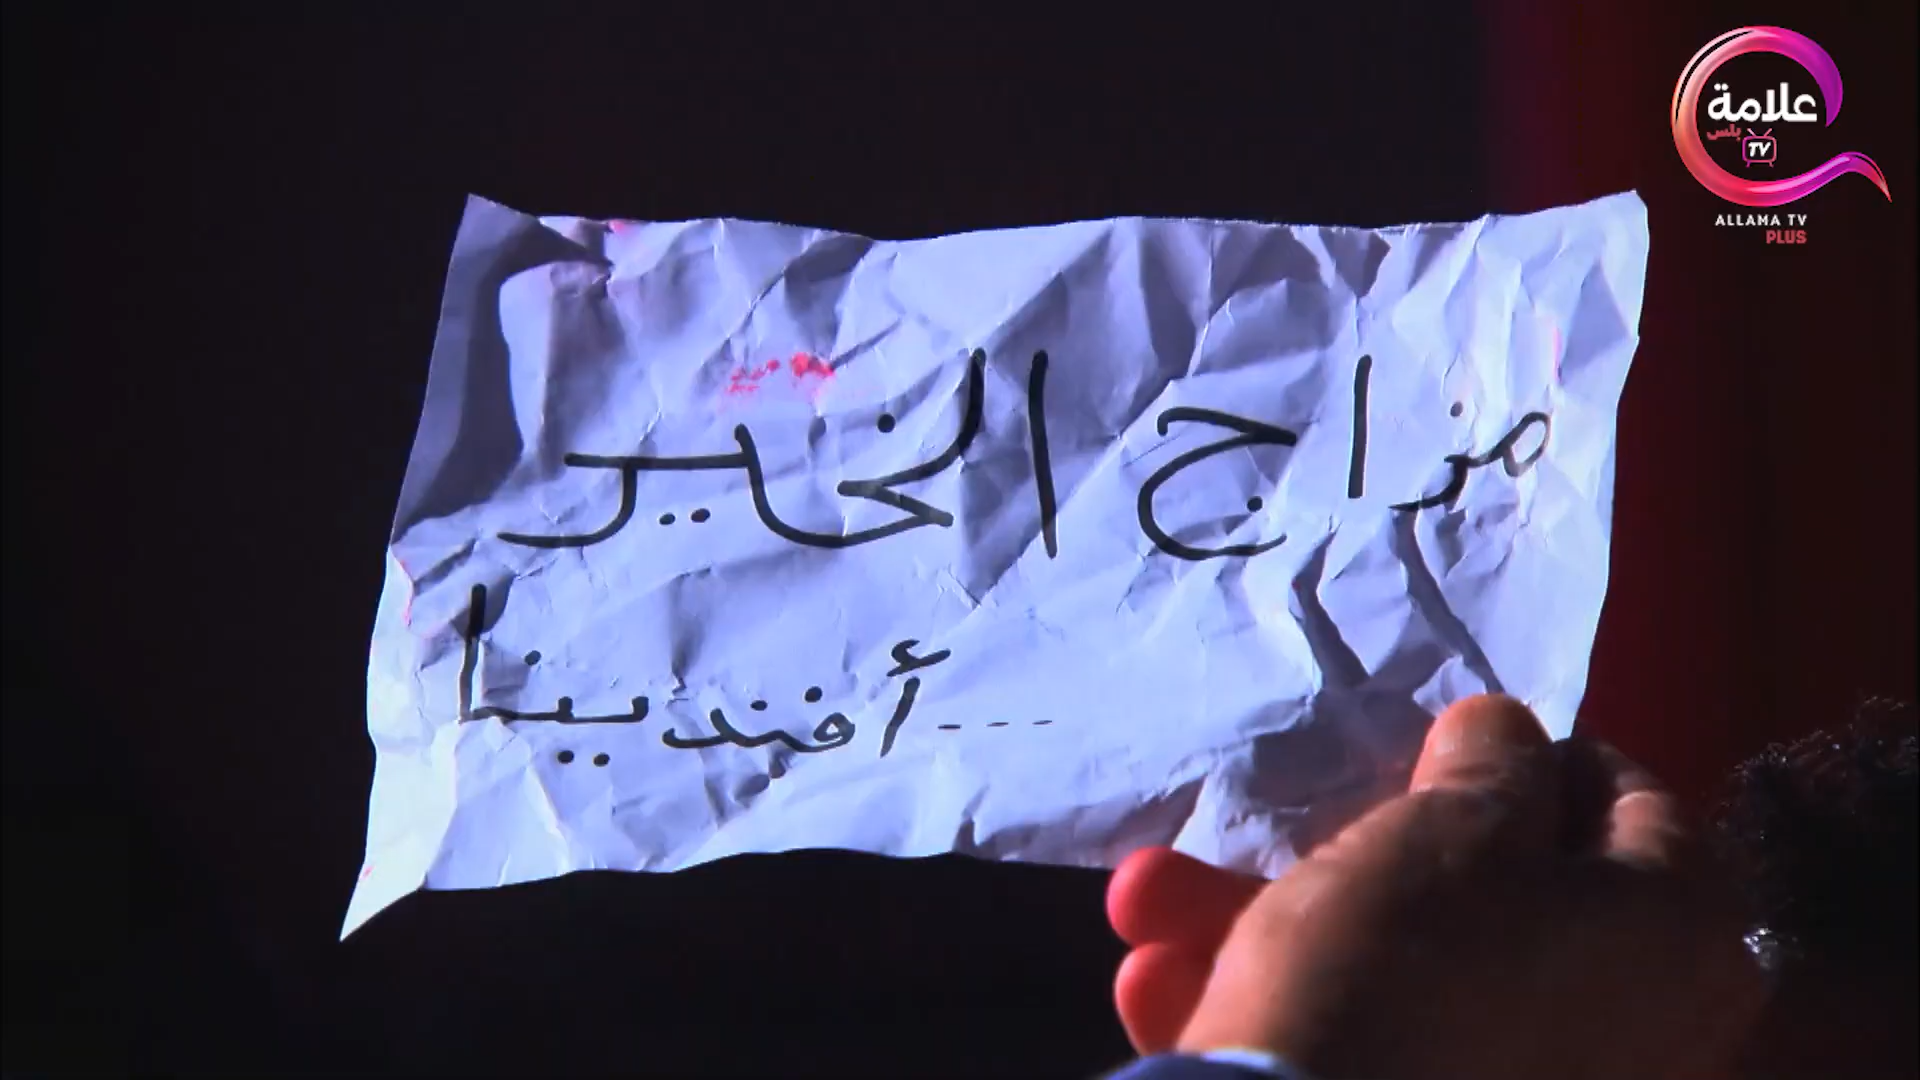 علامة
بلس
TV
ALLAMA TV
PLUS
مزاج الخير
...أفندينا